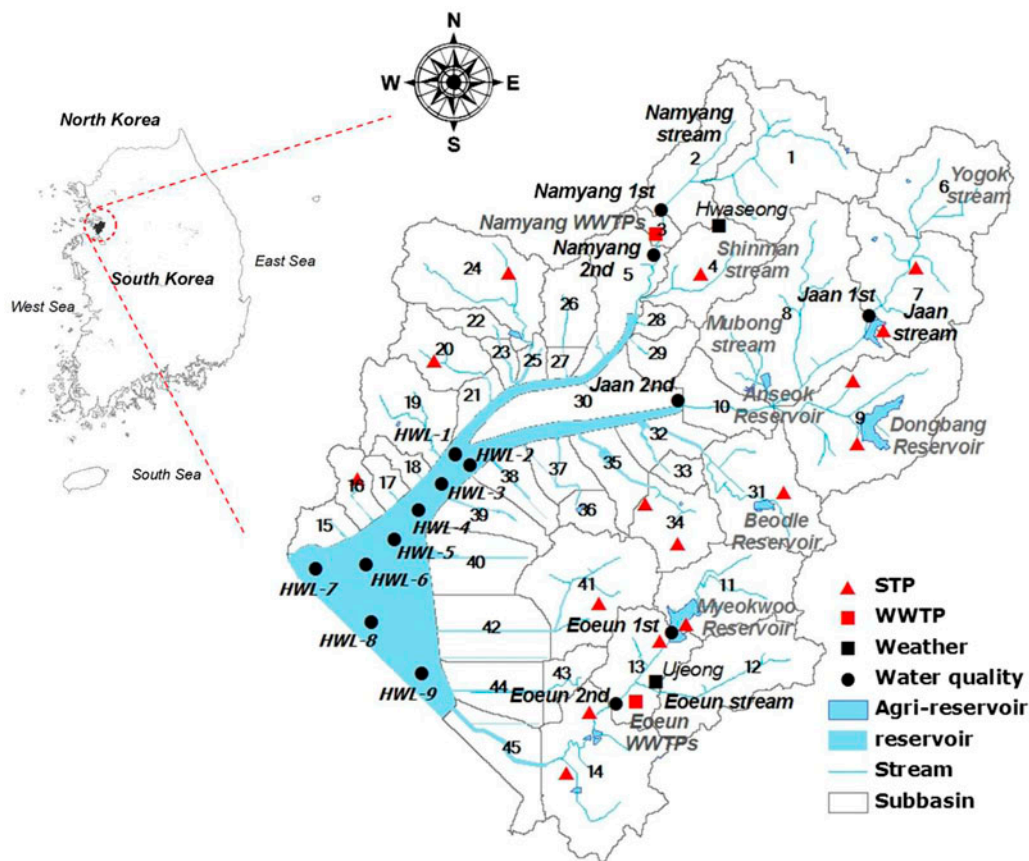 N
W
E
S
North Korea
South Korea
East Sea
West Sea
South Sea
Namyang
stream
2
1
6
Yogok
stream
Namyang 1st
Hwaseong
Namyang WWTPs
3
Namyang
2nd
5
4
Shinman
stream
24
26
7
Jaan 1st
Jaan
stream
8
Mubong
stream
22
20
23
25
27
28
29
Jaan 2nd
30
10
Anseok
Reservoir
9
Dongbang
Reservoir
19
21
HWL-1
HWL-2
18
HWL-3
38
37
35
32
33
31
16
17
HWL-4
39
36
34
Beodle
Reservoir
15
HWL-5
40
HWL-6
HWL-7
41
11
Myeokwoo
Reservoir
HWL-8
42
Eoeun 1st
13
12
Ujeong
HWL-9
44
43
Eoeun 2nd
Eoeun stream
Eoeun
WWTPs
45
14
STP
WWTP
Weather
Water quality
Agri-reservoir
reservoir
Stream
Subbasin